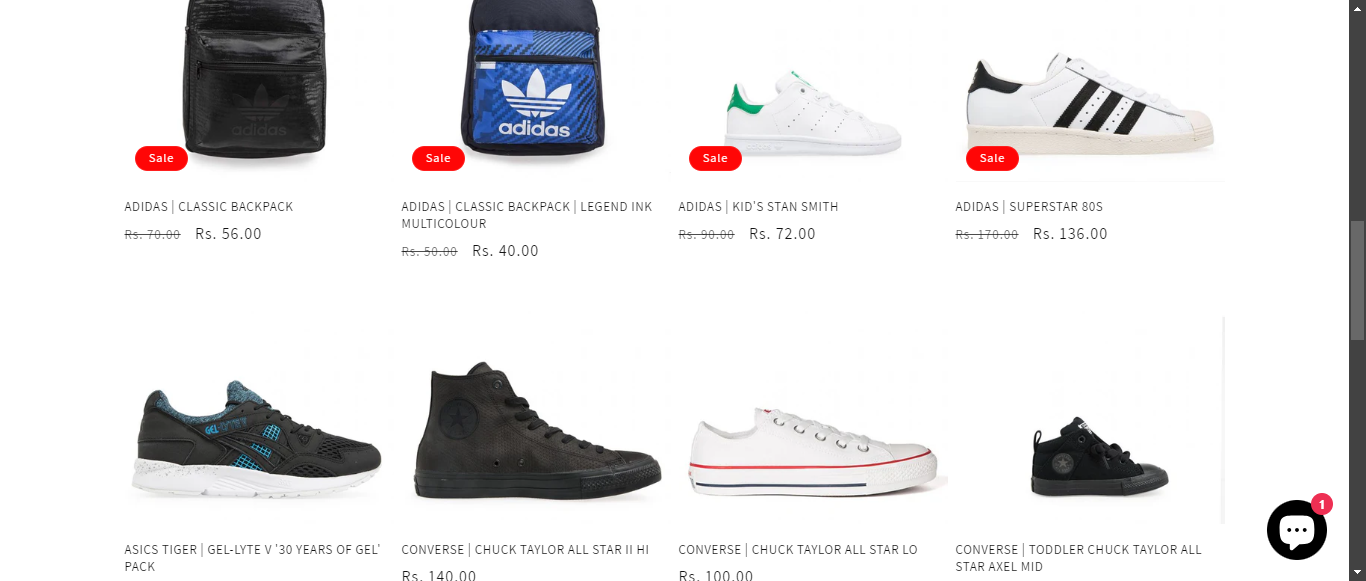 adidas
adidas
Sale
Sale
Sale
Sale
ADIDAS | CLASSIC BACKPACK
Rs. 70.00 Rs. 56.00
ADIDAS | CLASSIC BACKPACK | LEGEND INK
MULTICOLOUR
Rs. 50.00 Rs. 40.00
ADIDAS | KID'S STAN SMITH
Rs. 90.00 Rs. 72.00
ADIDAS | SUPERSTAR 80S
Rs. 170.00 Rs. 136.00
GEL-LYTE V
ASICS TIGER | GEL-LYTE V '30 YEARS OF GEL'
PACK
CONVERSE | CHUCK TAYLOR ALL STAR II HI
Rs. 140.00
CONVERSE | CHUCK TAYLOR ALL STAR LO
Rs. 100.00
CONVERSE | TODDLER CHUCK TAYLOR ALL
STAR AXEL MID
1